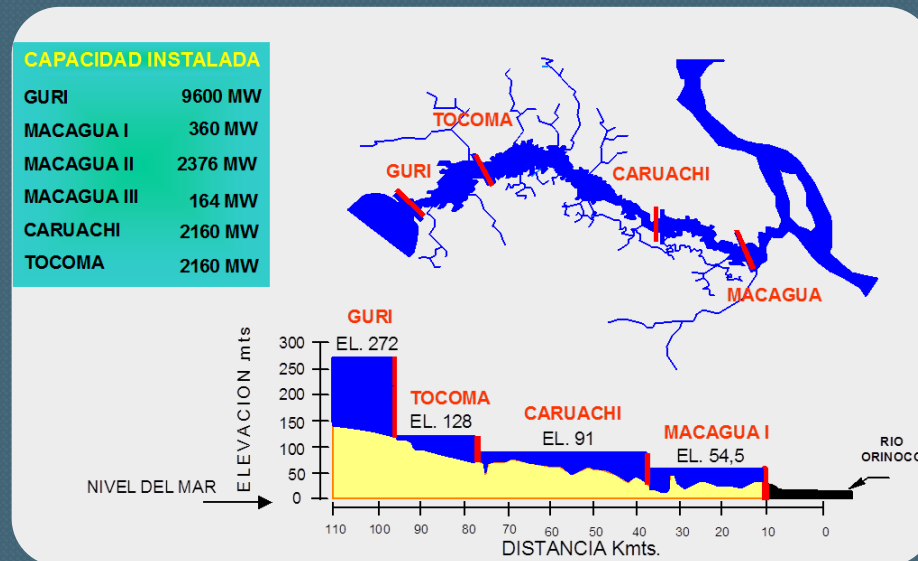 CAPACIDAD INSTALADA
GURI 9600 MW
MACAGUA I 360 MW
MACAGUA II 2376 MW
MACAGUA III 164 MW
CARUACHI 2160 MW
TOCOMA 2160 MW
TOCOMA
GURI
CARUACHI
MACAGUA
GURI
EL. 272
TOCOMA
EL. 128
CARUACHI
EL. 91
MACAGUA I
EL. 54,5
RIO
ORINOCO
ELEVACION mts
300
250
200
150
100
50
0
NIVEL DEL MAR
110 100 90 80 70 60 50 40 30 20 10 0
DISTANCIA Kmts.